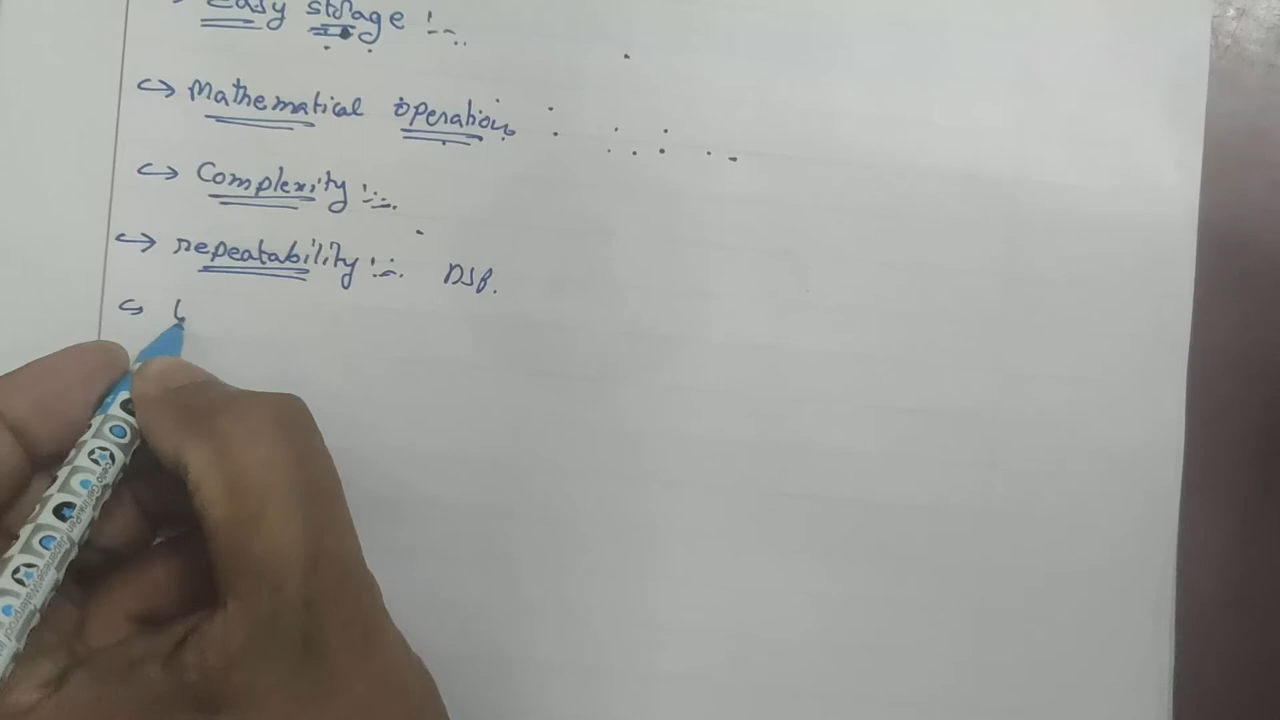 Easy storage :-
↪ Mathematical operations :
↪ Complexity :-
↪ repeatability :- DSP.
↪